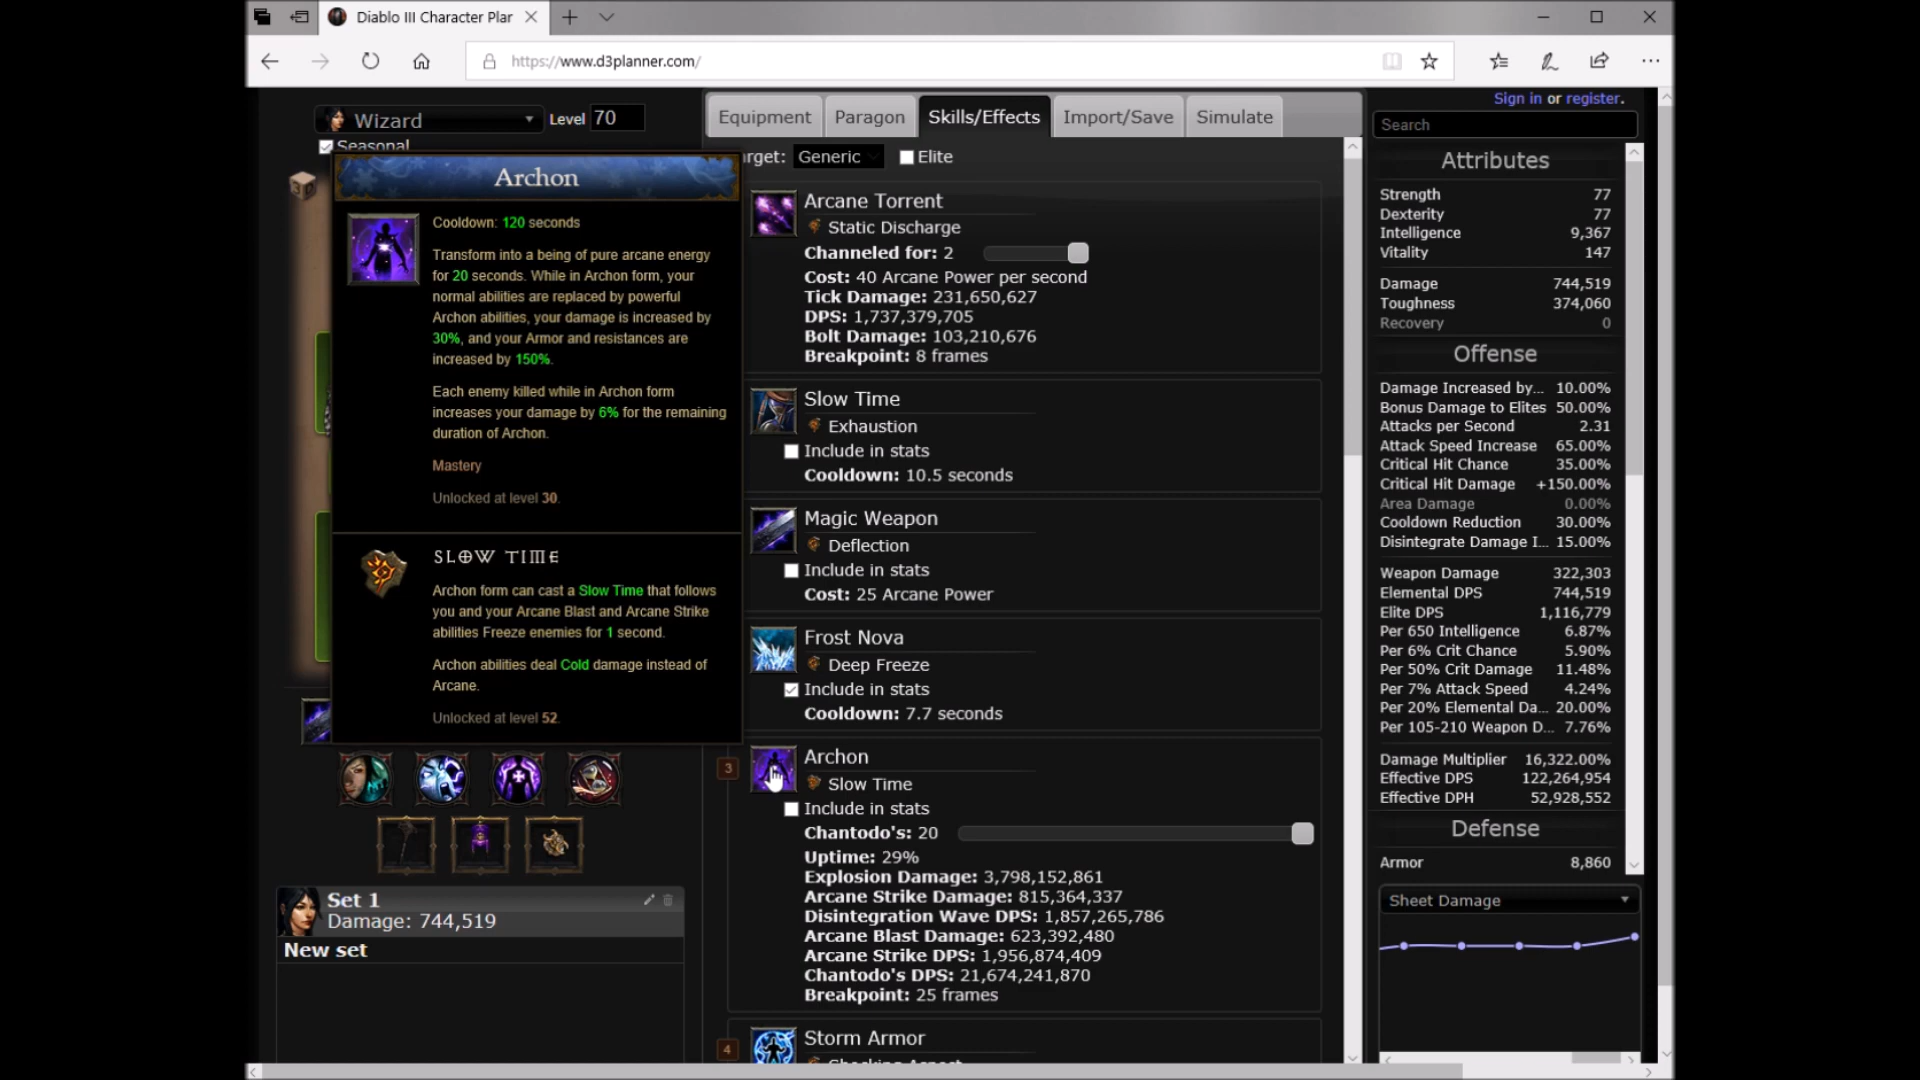 Diablo III Character Plar
https://www.d3planner.com/
Wizard
Level 70
Seasonal
Equipment
Paragon
Skills/Effects
Import/Save
Simulate
Sign in or register.
Search
arget: Generic
Elite
Archon
Cooldown: 120 seconds
Transform into a being of pure arcane energy
for 20 seconds. While in Archon form, your
normal abilities are replaced by powerful
Archon abilities, your damage is increased by
30%, and your Armor and resistances are
increased by 150%.
Each enemy killed while in Archon form
increases your damage by 6% for the remaining
duration of Archon.
Mastery
Unlocked at level 30.
SLOW TIME
Archon form can cast a Slow Time that follows
you and your Arcane Blast and Arcane Strike
abilities Freeze enemies for 1 second.
Archon abilities deal Cold damage instead of
Arcane.
Unlocked at level 52.
Set 1
Damage: 744,519
New set
Arcane Torrent
Static Discharge
Channeled for: 2
Cost: 40 Arcane Power per second
Tick Damage: 231,650,627
DPS: 1,737,379,705
Bolt Damage: 103,210,676
Breakpoint: 8 frames
Slow Time
Exhaustion
Include in stats
Cooldown: 10.5 seconds
Magic Weapon
Deflection
Include in stats
Cost: 25 Arcane Power
Frost Nova
Deep Freeze
Include in stats
Cooldown: 7.7 seconds
3
Archon
Slow Time
Include in stats
Chantodo's: 20
Uptime: 29%
Explosion Damage: 3,798,152,861
Arcane Strike Damage: 815,364,337
Disintegration Wave DPS: 1,857,265,786
Arcane Blast Damage: 623,392,480
Arcane Strike DPS: 1,956,874,409
Chantodo's DPS: 21,674,241,870
Breakpoint: 25 frames
4
Storm Armor
Attributes
Strength 77
Dexterity 77
Intelligence 9,367
Vitality 147
Damage 744,519
Toughness 374,060
Recovery 0
Offense
Damage Increased by... 10.00%
Bonus Damage to Elites 50.00%
Attacks per Second 2.31
Attack Speed Increase 65.00%
Critical Hit Chance 35.00%
Critical Hit Damage +150.00%
Area Damage 0.00%
Cooldown Reduction 30.00%
Disintegrate Damage I... 15.00%
Weapon Damage 322,303
Elemental DPS 744,519
Elite DPS 1,116,779
Per 650 Intelligence 6.87%
Per 6% Crit Chance 5.90%
Per 50% Crit Damage 11.48%
Per 7% Attack Speed 4.24%
Per 20% Elemental Da... 20.00%
Per 105-210 Weapon D... 7.76%
Damage Multiplier 16,322.00%
Effective DPS 122,264,954
Effective DPH 52,928,552
Defense
Armor 8,860
Sheet Damage